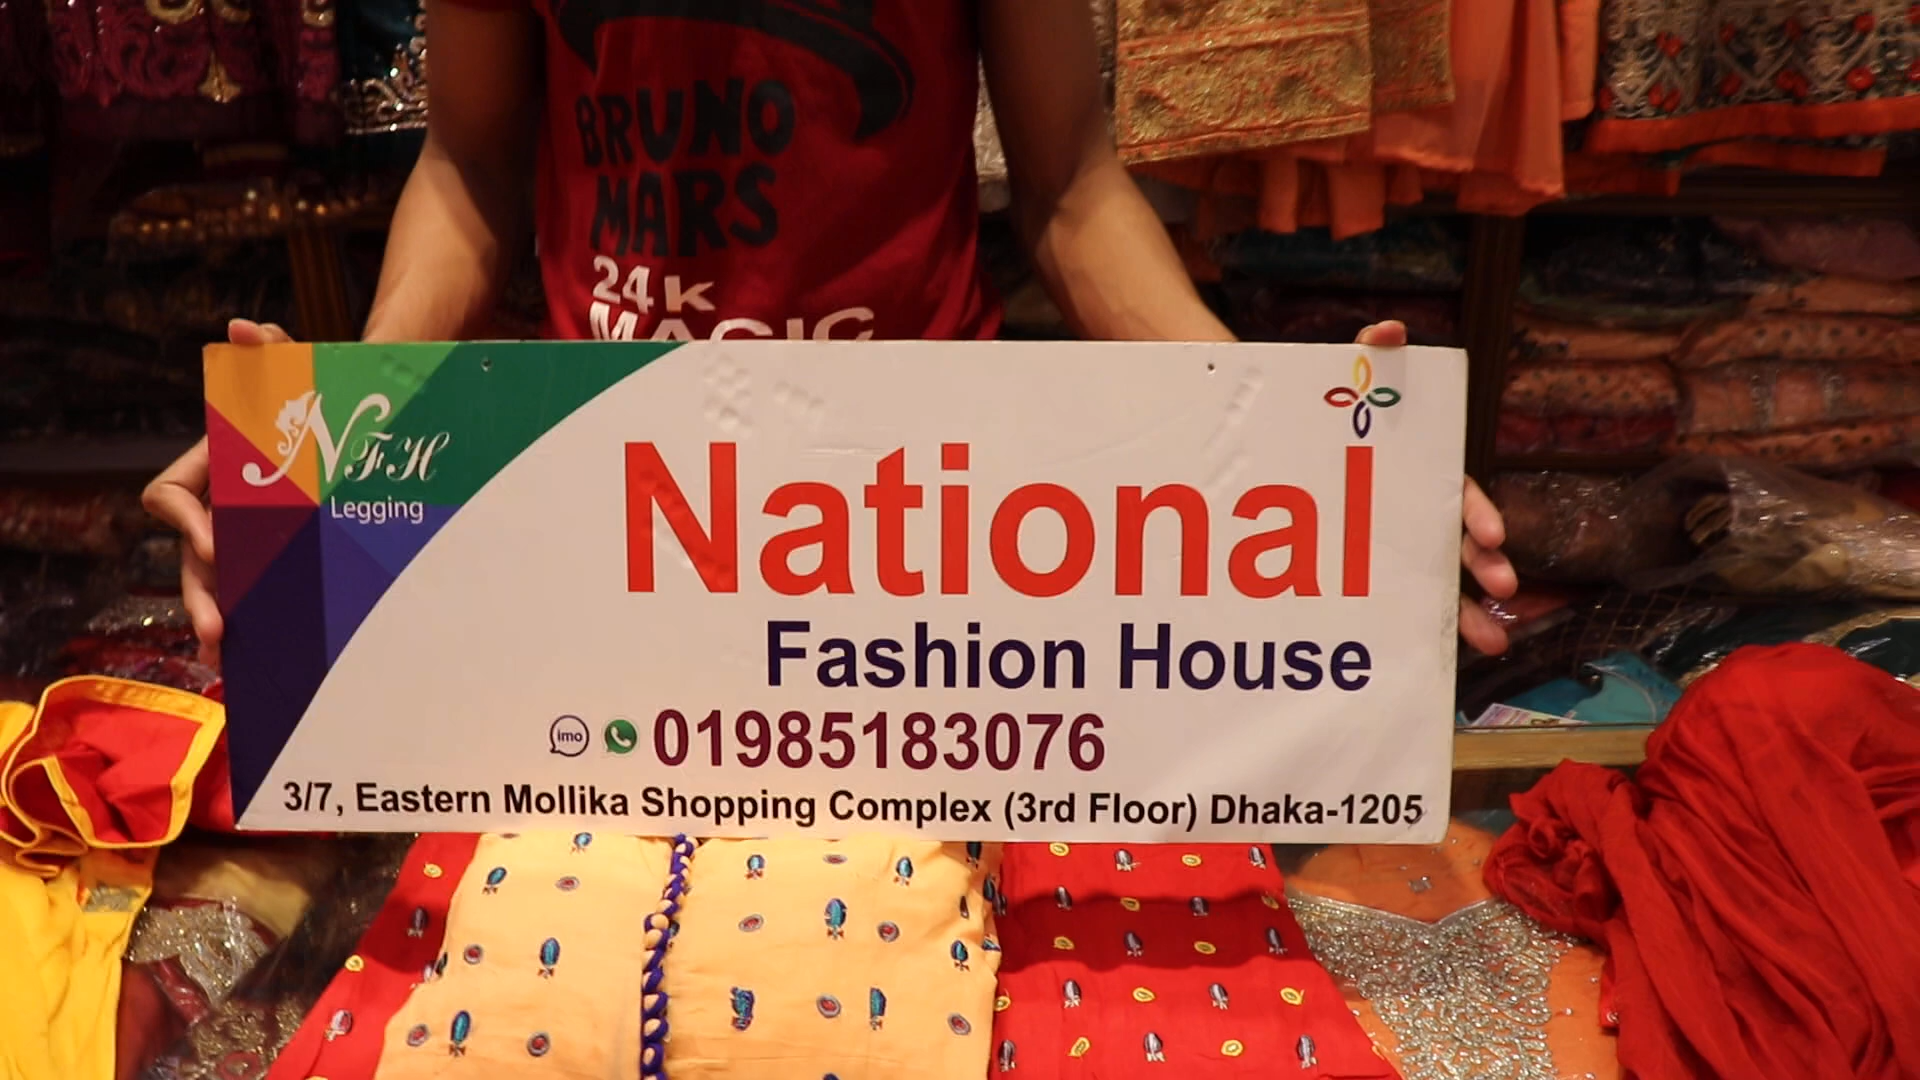 BRUNO
MARS
24K
MAGIC
NFH
Legging
National
Fashion House
imo 01985183076
3/7, Eastern Mollika Shopping Complex (3rd Floor) Dhaka-1205